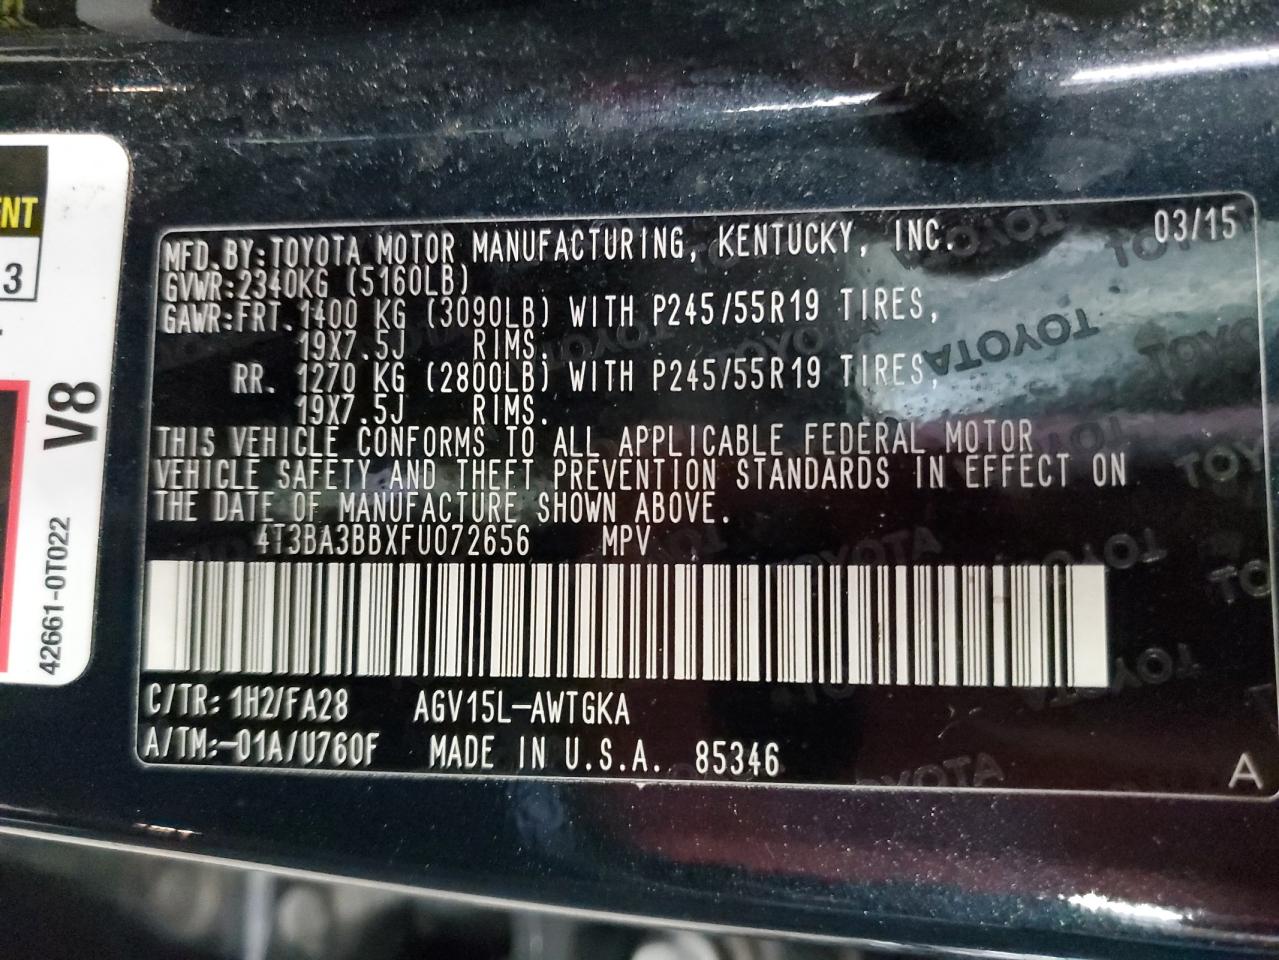 ENT
3
V8
42661-0T022
MFD.BY:TOYOTA MOTOR MANUFACTURING, KENTUCKY, INC. 03/15
GVWR:2340KG (5160LB)
GAWR:FRT.1400 KG (3090LB) WITH P245/55R19 TIRES,
19X7.5J RIMS.
RR. 1270 KG (2800LB) WITH P245/55R19 TIRES,
19X7.5J RIMS.
THIS VEHICLE CONFORMS TO ALL APPLICABLE FEDERAL MOTOR
VEHICLE SAFETY AND THEFT PREVENTION STANDARDS IN EFFECT ON
THE DATE OF MANUFACTURE SHOWN ABOVE.
4T3BA3BBXFU072656 MPV
C/TR: 1H2/FA28 AGV15L-AWTGKA
A/TM:-01A/U760F MADE IN U.S.A. 85346
A
TOYOTA
TOYOTA
TOYOTA